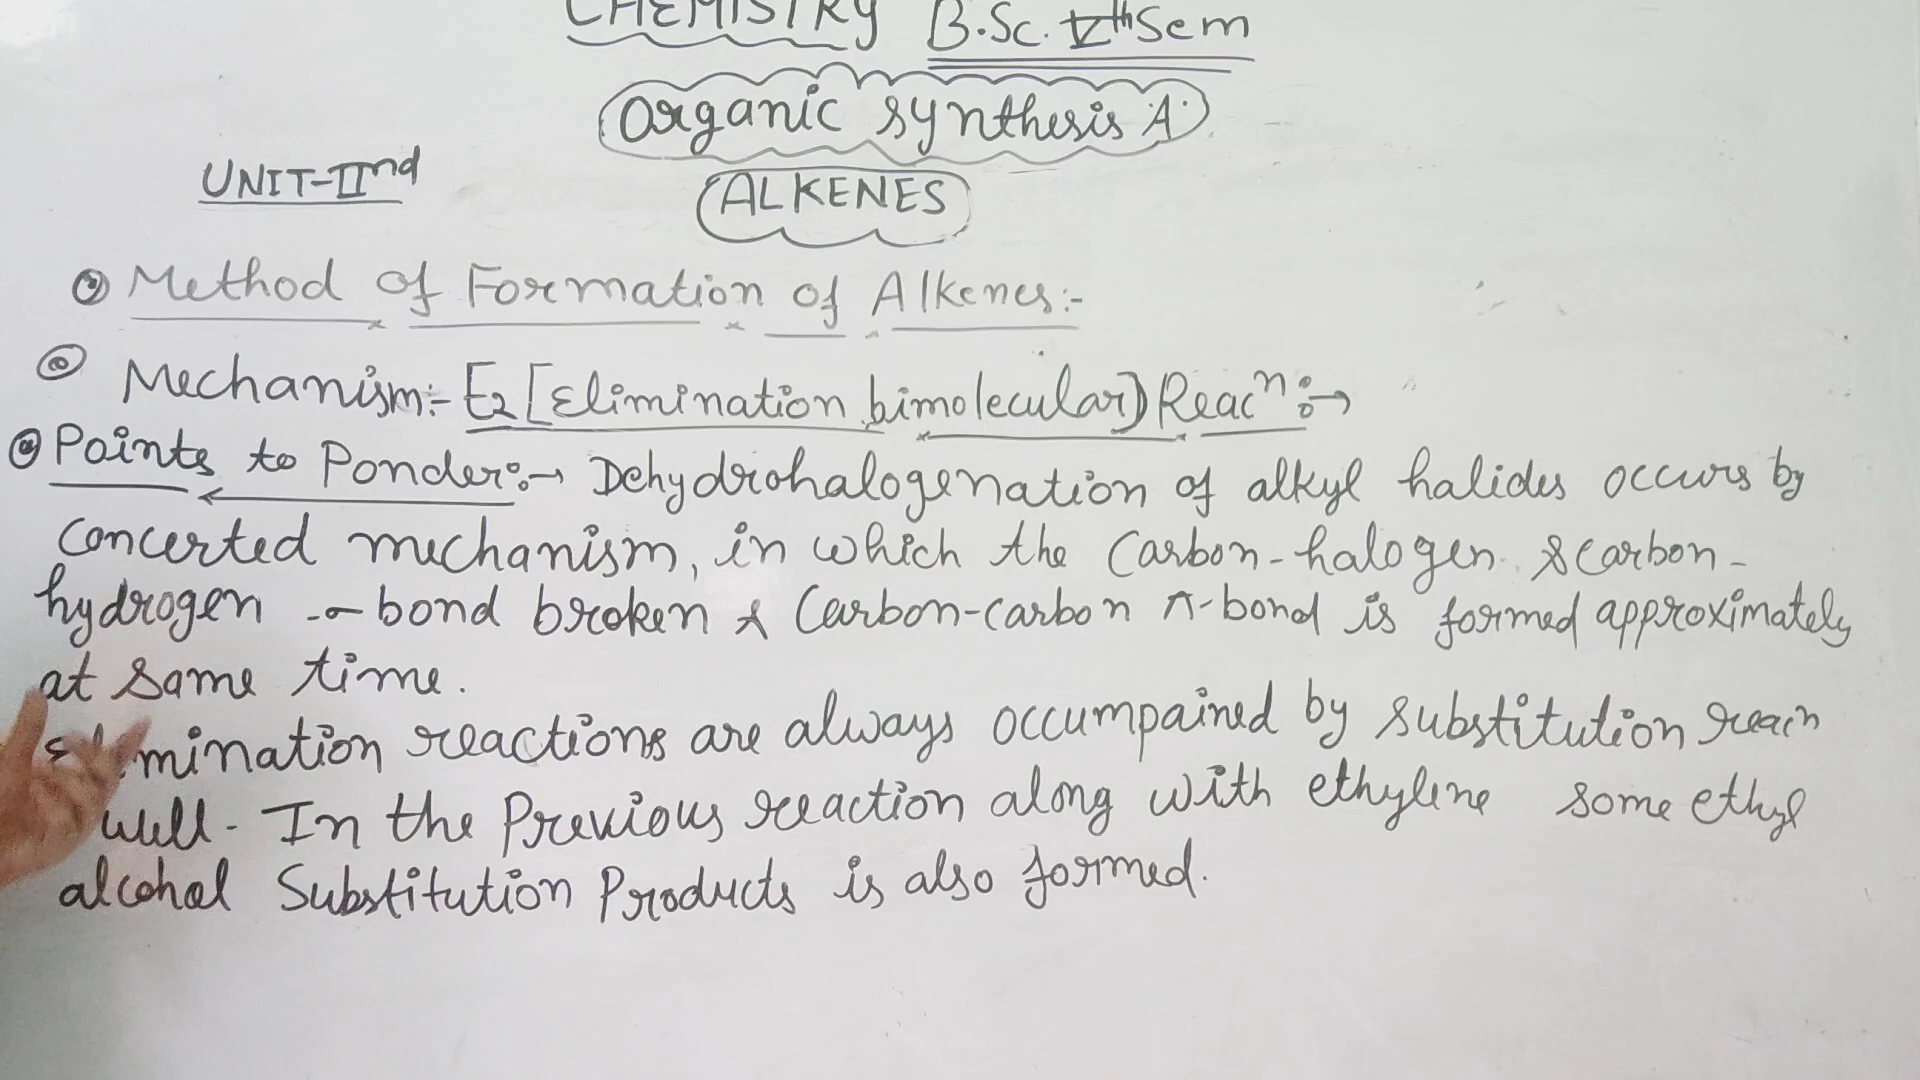 CHEMISTRY B.Sc. Vth Sem
Organic Synthesis A
UNIT-IInd
ALKENES
Method of Formation of Alkenes:-
Mechanism:- E2 [Elimination bimolecular) Reacn:→
Points to Ponder:→ Dehydrohalogenation of alkyl halides occurs by
concerted mechanism, in which the Carbon-halogen & Carbon-
hydrogen σ-bond broken & Carbon-carbon π-bond is formed approximately
at same time.
Elimination reactions are always occumpained by substitution reacn
well. In the Previous reaction along with ethylene some ethyl
alcohal Substitution Products is also formed.